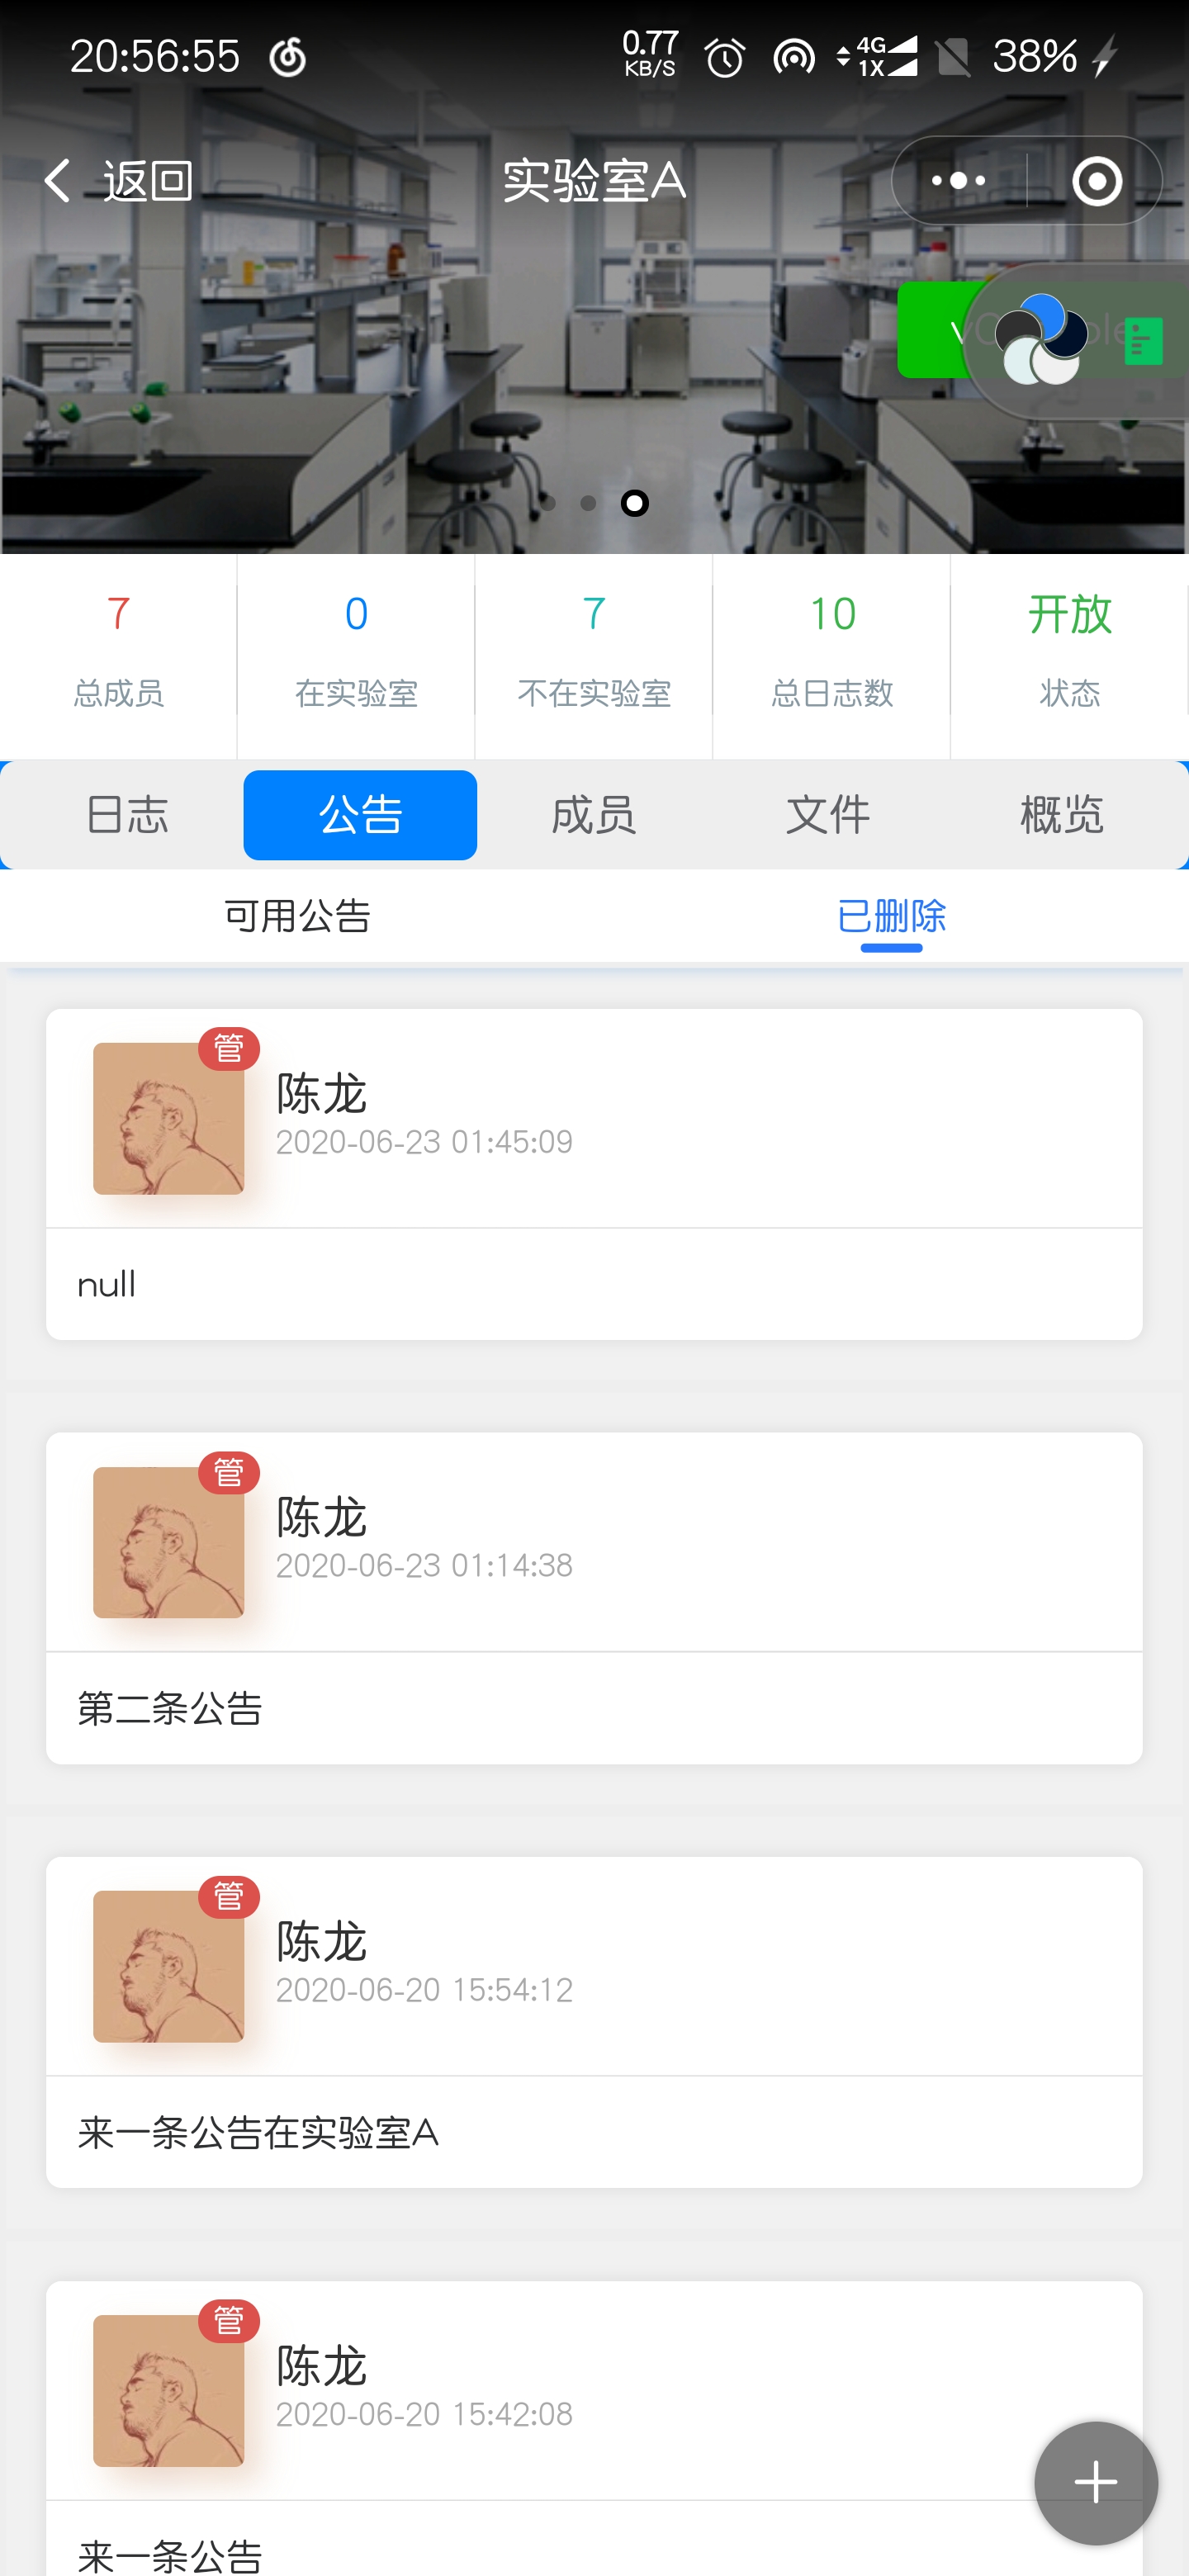 20:56:55
0.77
KB/S
4G
1X
38%
返回
实验室A
7
0
7
10
开放
总成员
在实验室
不在实验室
总日志数
状态
日志
公告
成员
文件
概览
可用公告
已删除
管
陈龙
2020-06-23 01:45:09
null
管
陈龙
2020-06-23 01:14:38
第二条公告
管
陈龙
2020-06-20 15:54:12
来一条公告在实验室A
管
陈龙
2020-06-20 15:42:08
来一条公告